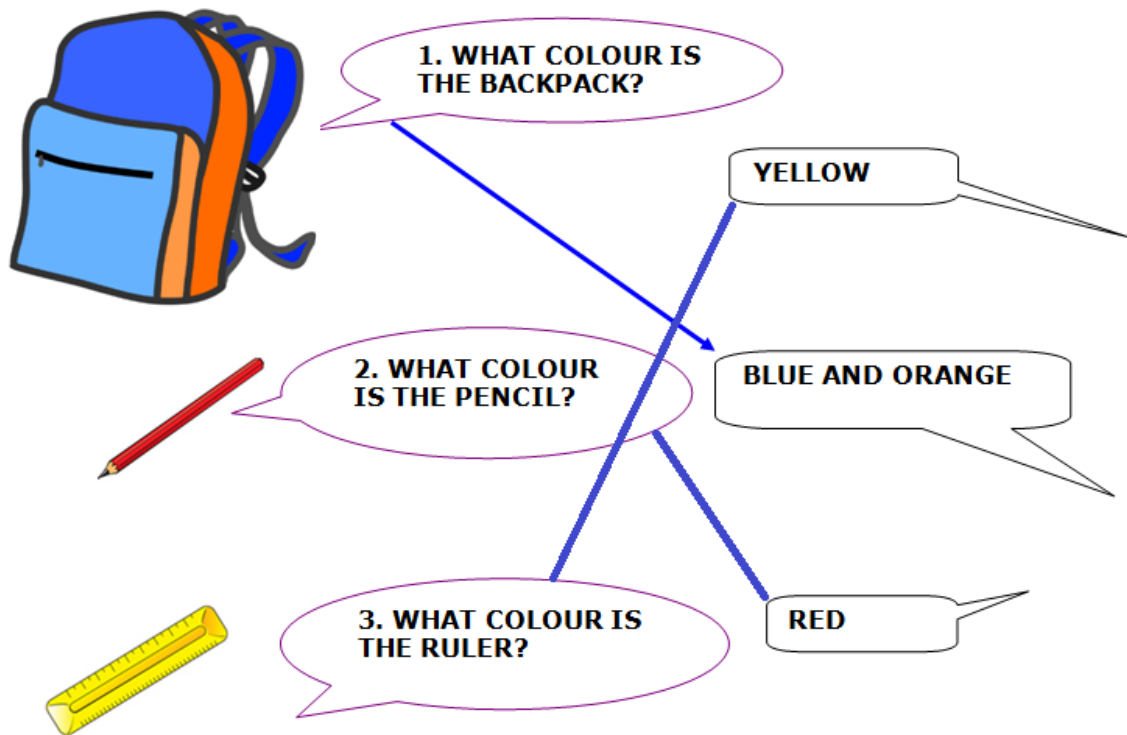 1. WHAT COLOUR IS
THE BACKPACK?
YELLOW
2. WHAT COLOUR
IS THE PENCIL?
BLUE AND ORANGE
3. WHAT COLOUR IS
THE RULER?
RED